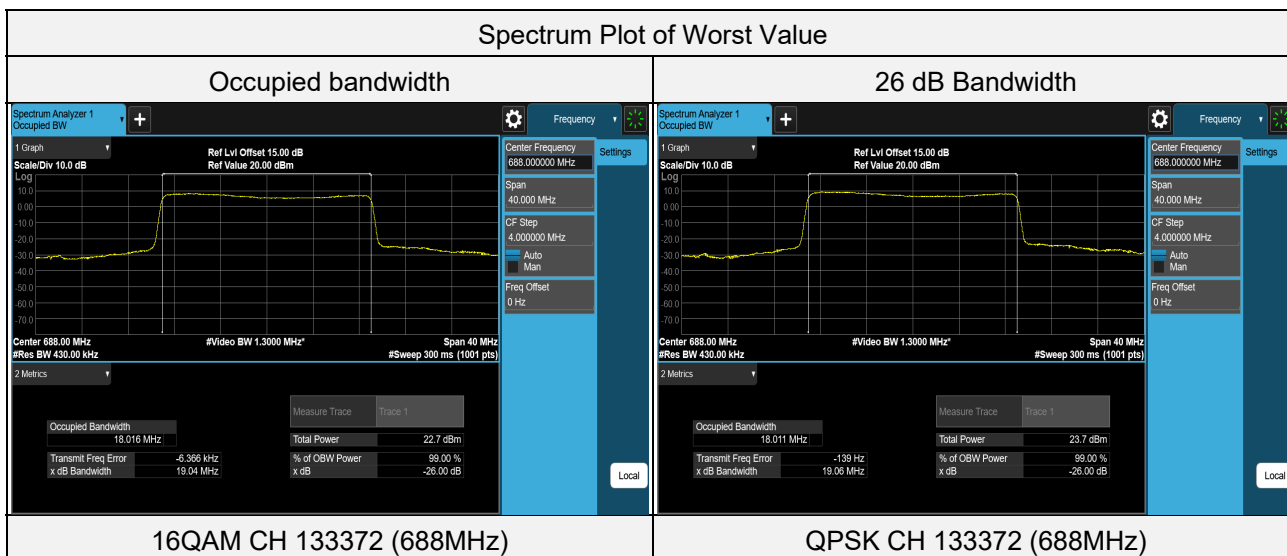 Spectrum Plot of Worst Value
Occupied bandwidth
26 dB Bandwidth
Spectrum Analyzer 1
Occupied BW
+
Frequency
1 Graph
Ref Lvl Offset 15.00 dB
Scale/Div 10.0 dB
Ref Value 20.00 dBm
Log
10.0
0.00
-10.0
-20.0
-30.0
-40.0
-50.0
-60.0
-70.0
Center 688.00 MHz
#Video BW 1.3000 MHz*
Span 40 MHz
#Res BW 430.00 kHz
#Sweep 300 ms (1001 pts)
Center Frequency
688.000000 MHz
Settings
Span
40.000 MHz
CF Step
4.000000 MHz
Auto
Man
Freq Offset
0 Hz
2 Metrics
Measure Trace Trace 1
Occupied Bandwidth
18.016 MHz
Total Power 22.7 dBm
Transmit Freq Error -6.366 kHz
% of OBW Power 99.00 %
x dB Bandwidth 19.04 MHz
x dB -26.00 dB
Local
Spectrum Analyzer 1
Occupied BW
+
Frequency
1 Graph
Ref Lvl Offset 15.00 dB
Scale/Div 10.0 dB
Ref Value 20.00 dBm
Log
10.0
0.00
-10.0
-20.0
-30.0
-40.0
-50.0
-60.0
-70.0
Center 688.00 MHz
#Video BW 1.3000 MHz*
Span 40 MHz
#Res BW 430.00 kHz
#Sweep 300 ms (1001 pts)
Center Frequency
688.000000 MHz
Settings
Span
40.000 MHz
CF Step
4.000000 MHz
Auto
Man
Freq Offset
0 Hz
2 Metrics
Measure Trace Trace 1
Occupied Bandwidth
18.011 MHz
Total Power 23.7 dBm
Transmit Freq Error -139 Hz
% of OBW Power 99.00 %
x dB Bandwidth 19.06 MHz
x dB -26.00 dB
Local
16QAM CH 133372 (688MHz)
QPSK CH 133372 (688MHz)